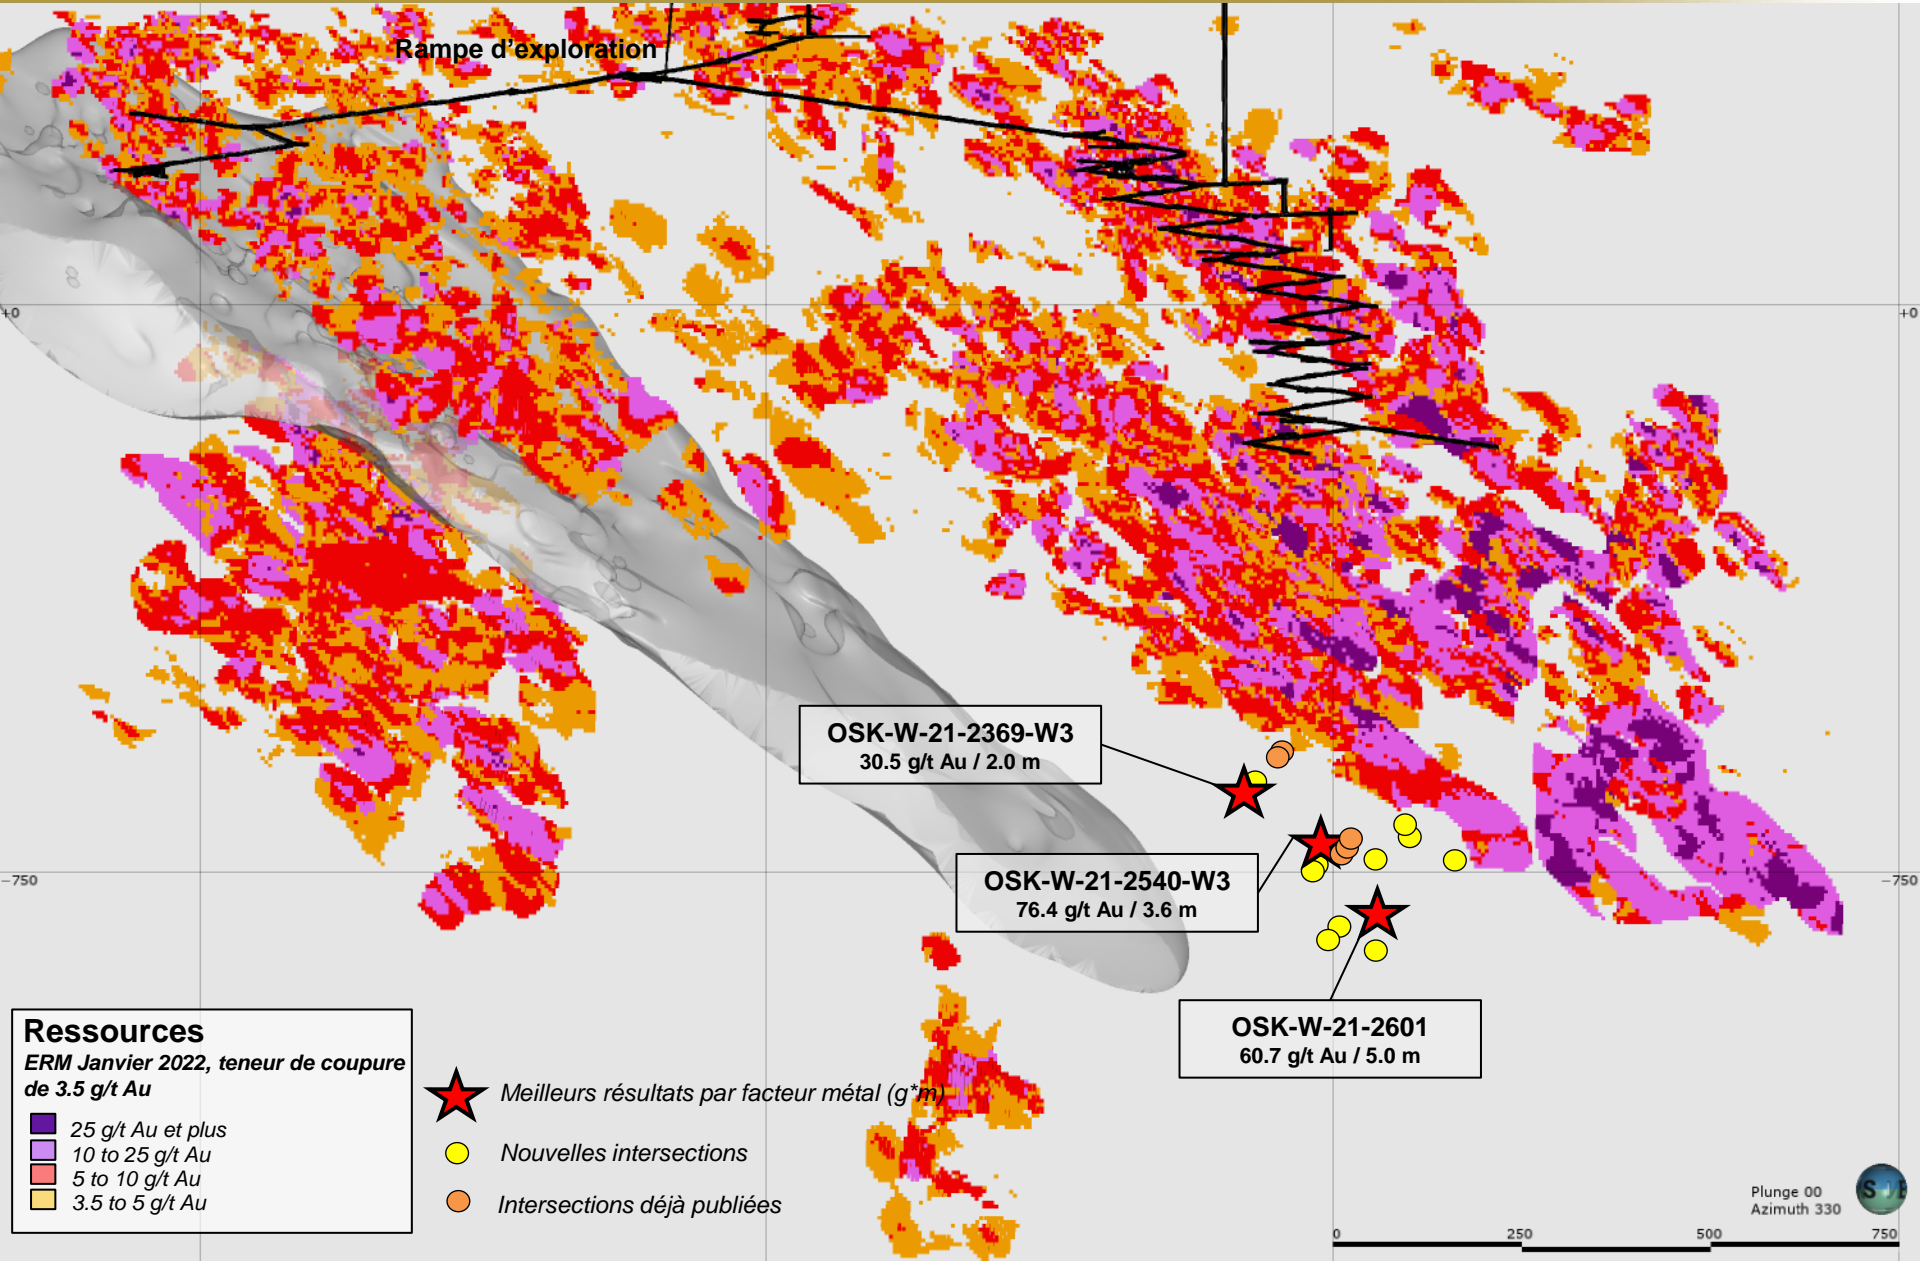 Rampe d'exploration
+0
+0
OSK-W-21-2369-W3
30.5 g/t Au / 2.0 m
OSK-W-21-2540-W3
76.4 g/t Au / 3.6 m
−750
−750
OSK-W-21-2601
60.7 g/t Au / 5.0 m
Ressources
ERM Janvier 2022, teneur de coupure
de 3.5 g/t Au
25 g/t Au et plus
10 to 25 g/t Au
5 to 10 g/t Au
3.5 to 5 g/t Au
Meilleurs résultats par facteur métal (g*m)
Nouvelles intersections
Intersections déjà publiées
Plunge 00
Azimuth 330
0 250 500 750